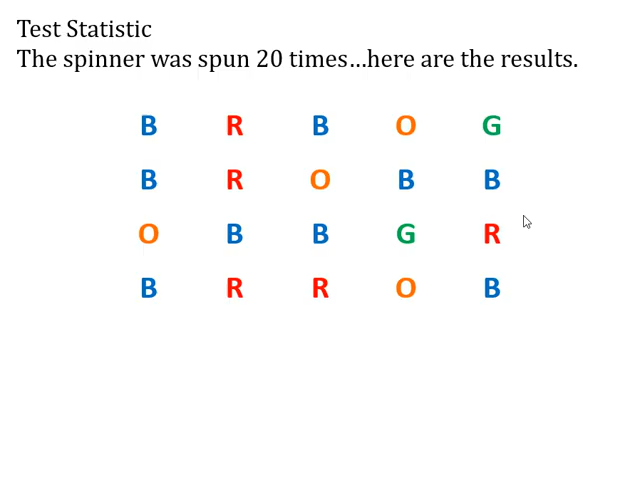 Test Statistic
The spinner was spun 20 times...here are the results.
B R B O G
B R O B B
O B B G R
B R R O B